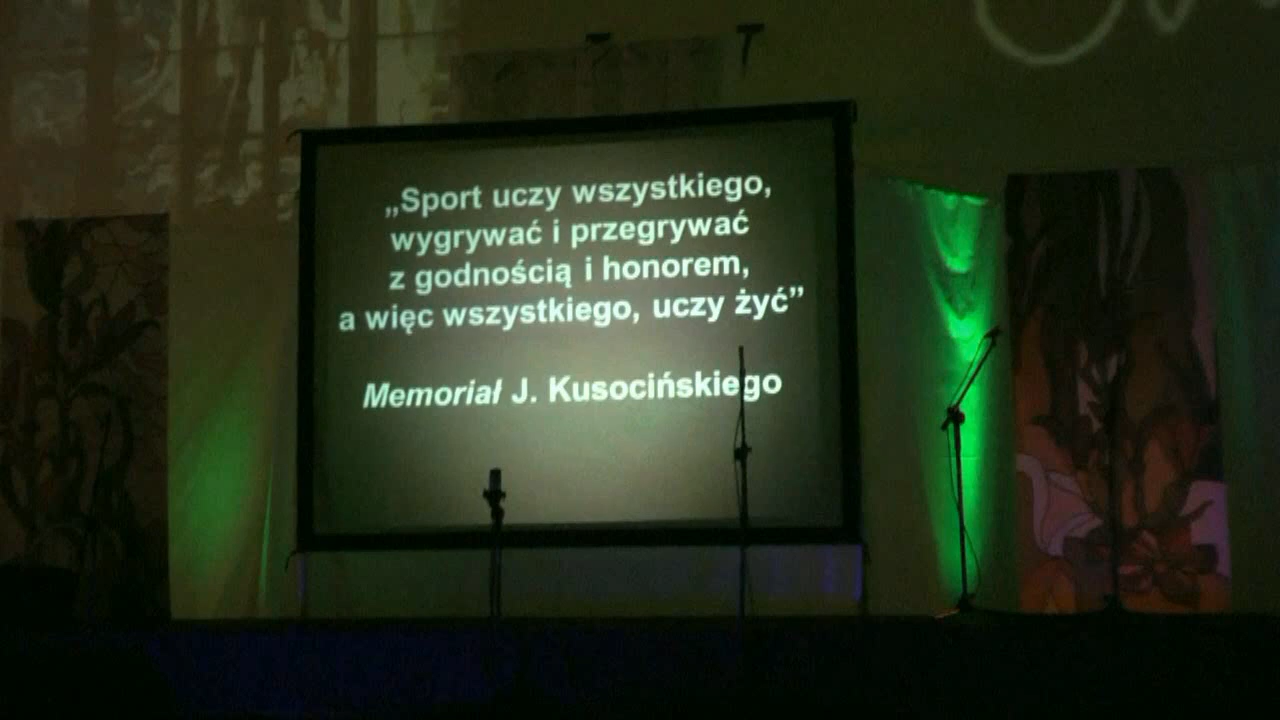 „Sport uczy wszystkiego,
wygrywać i przegrywać
z godnością i honorem,
a więc wszystkiego, uczy żyć”
Memoriał J. Kusocińskiego